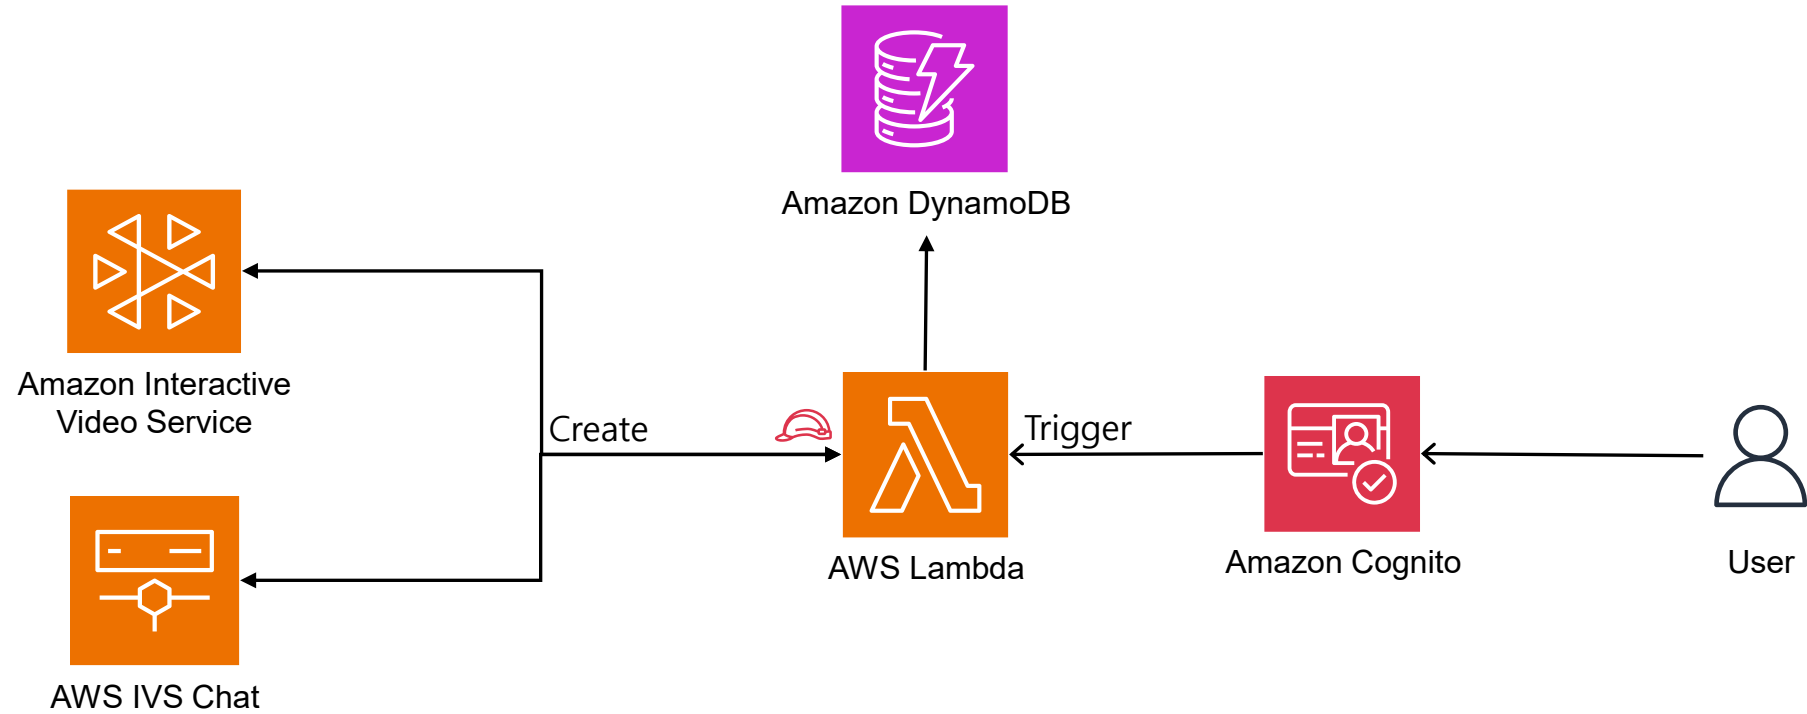 Amazon DynamoDB
Amazon Interactive
Video Service
Create
Trigger
AWS Lambda
Amazon Cognito
User
AWS IVS Chat